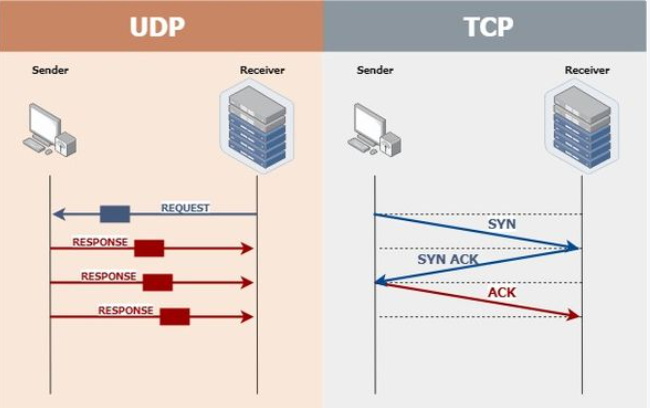 UDP
TCP
Sender
Receiver
Sender
Receiver
REQUEST
RESPONSE
RESPONSE
RESPONSE
SYN
SYN ACK
ACK